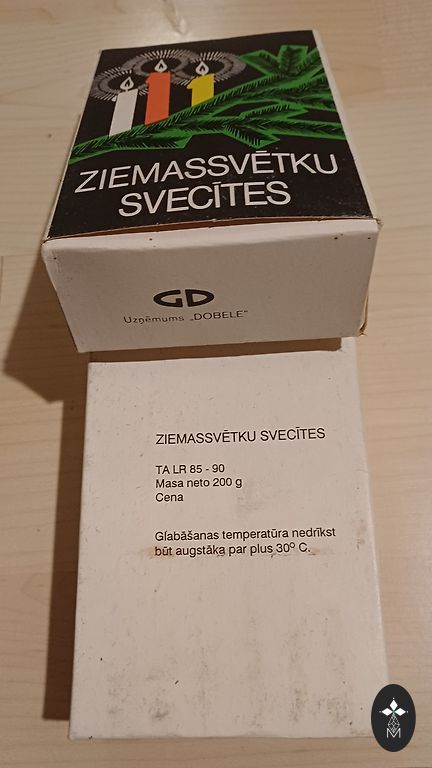 ZIEMASSVĒTKU
SVECĪTES
GD
Uzņēmums „DOBELE"
ZIEMASSVĒTKU SVECĪTES
TA LR 85 - 90
Masa neto 200 g
Cena
Glabāšanas temperatūra nedrīkst
būt augstāka par plus 30º C.
M